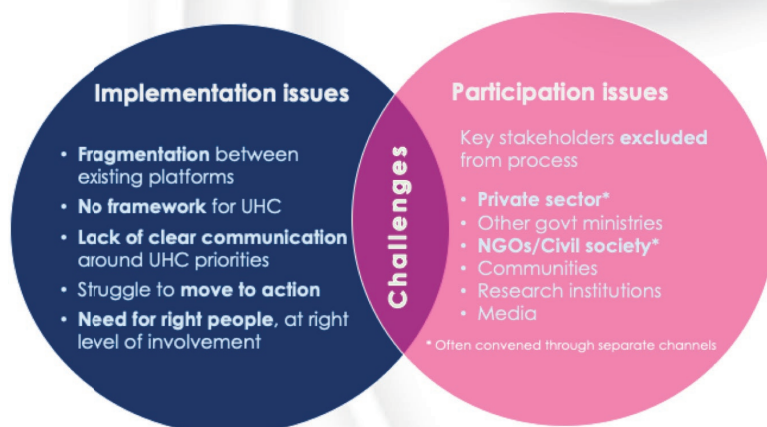 Implementation issues
• Fragmentation between
existing platforms
• No framework for UHC
• Lack of clear communication
around UHC priorities
• Struggle to move to action
• Need for right people, at right
level of involvement
Challenges
Participation issues
Key stakeholders excluded
from process
• Private sector*
• Other govt ministries
• NGOs/Civil society*
• Communities
• Research institutions
• Media
* Often convened through separate channels